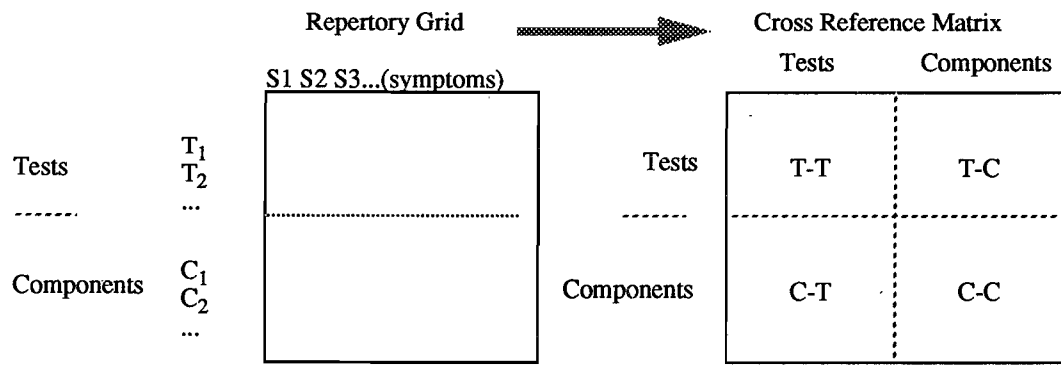 Repertory Grid
Cross Reference Matrix
Tests Components
S1 S2 S3...(symptoms)
Tests
T1
T2
...
Components
C1
C2
...
Tests
T-T T-C
Components
C-T C-C